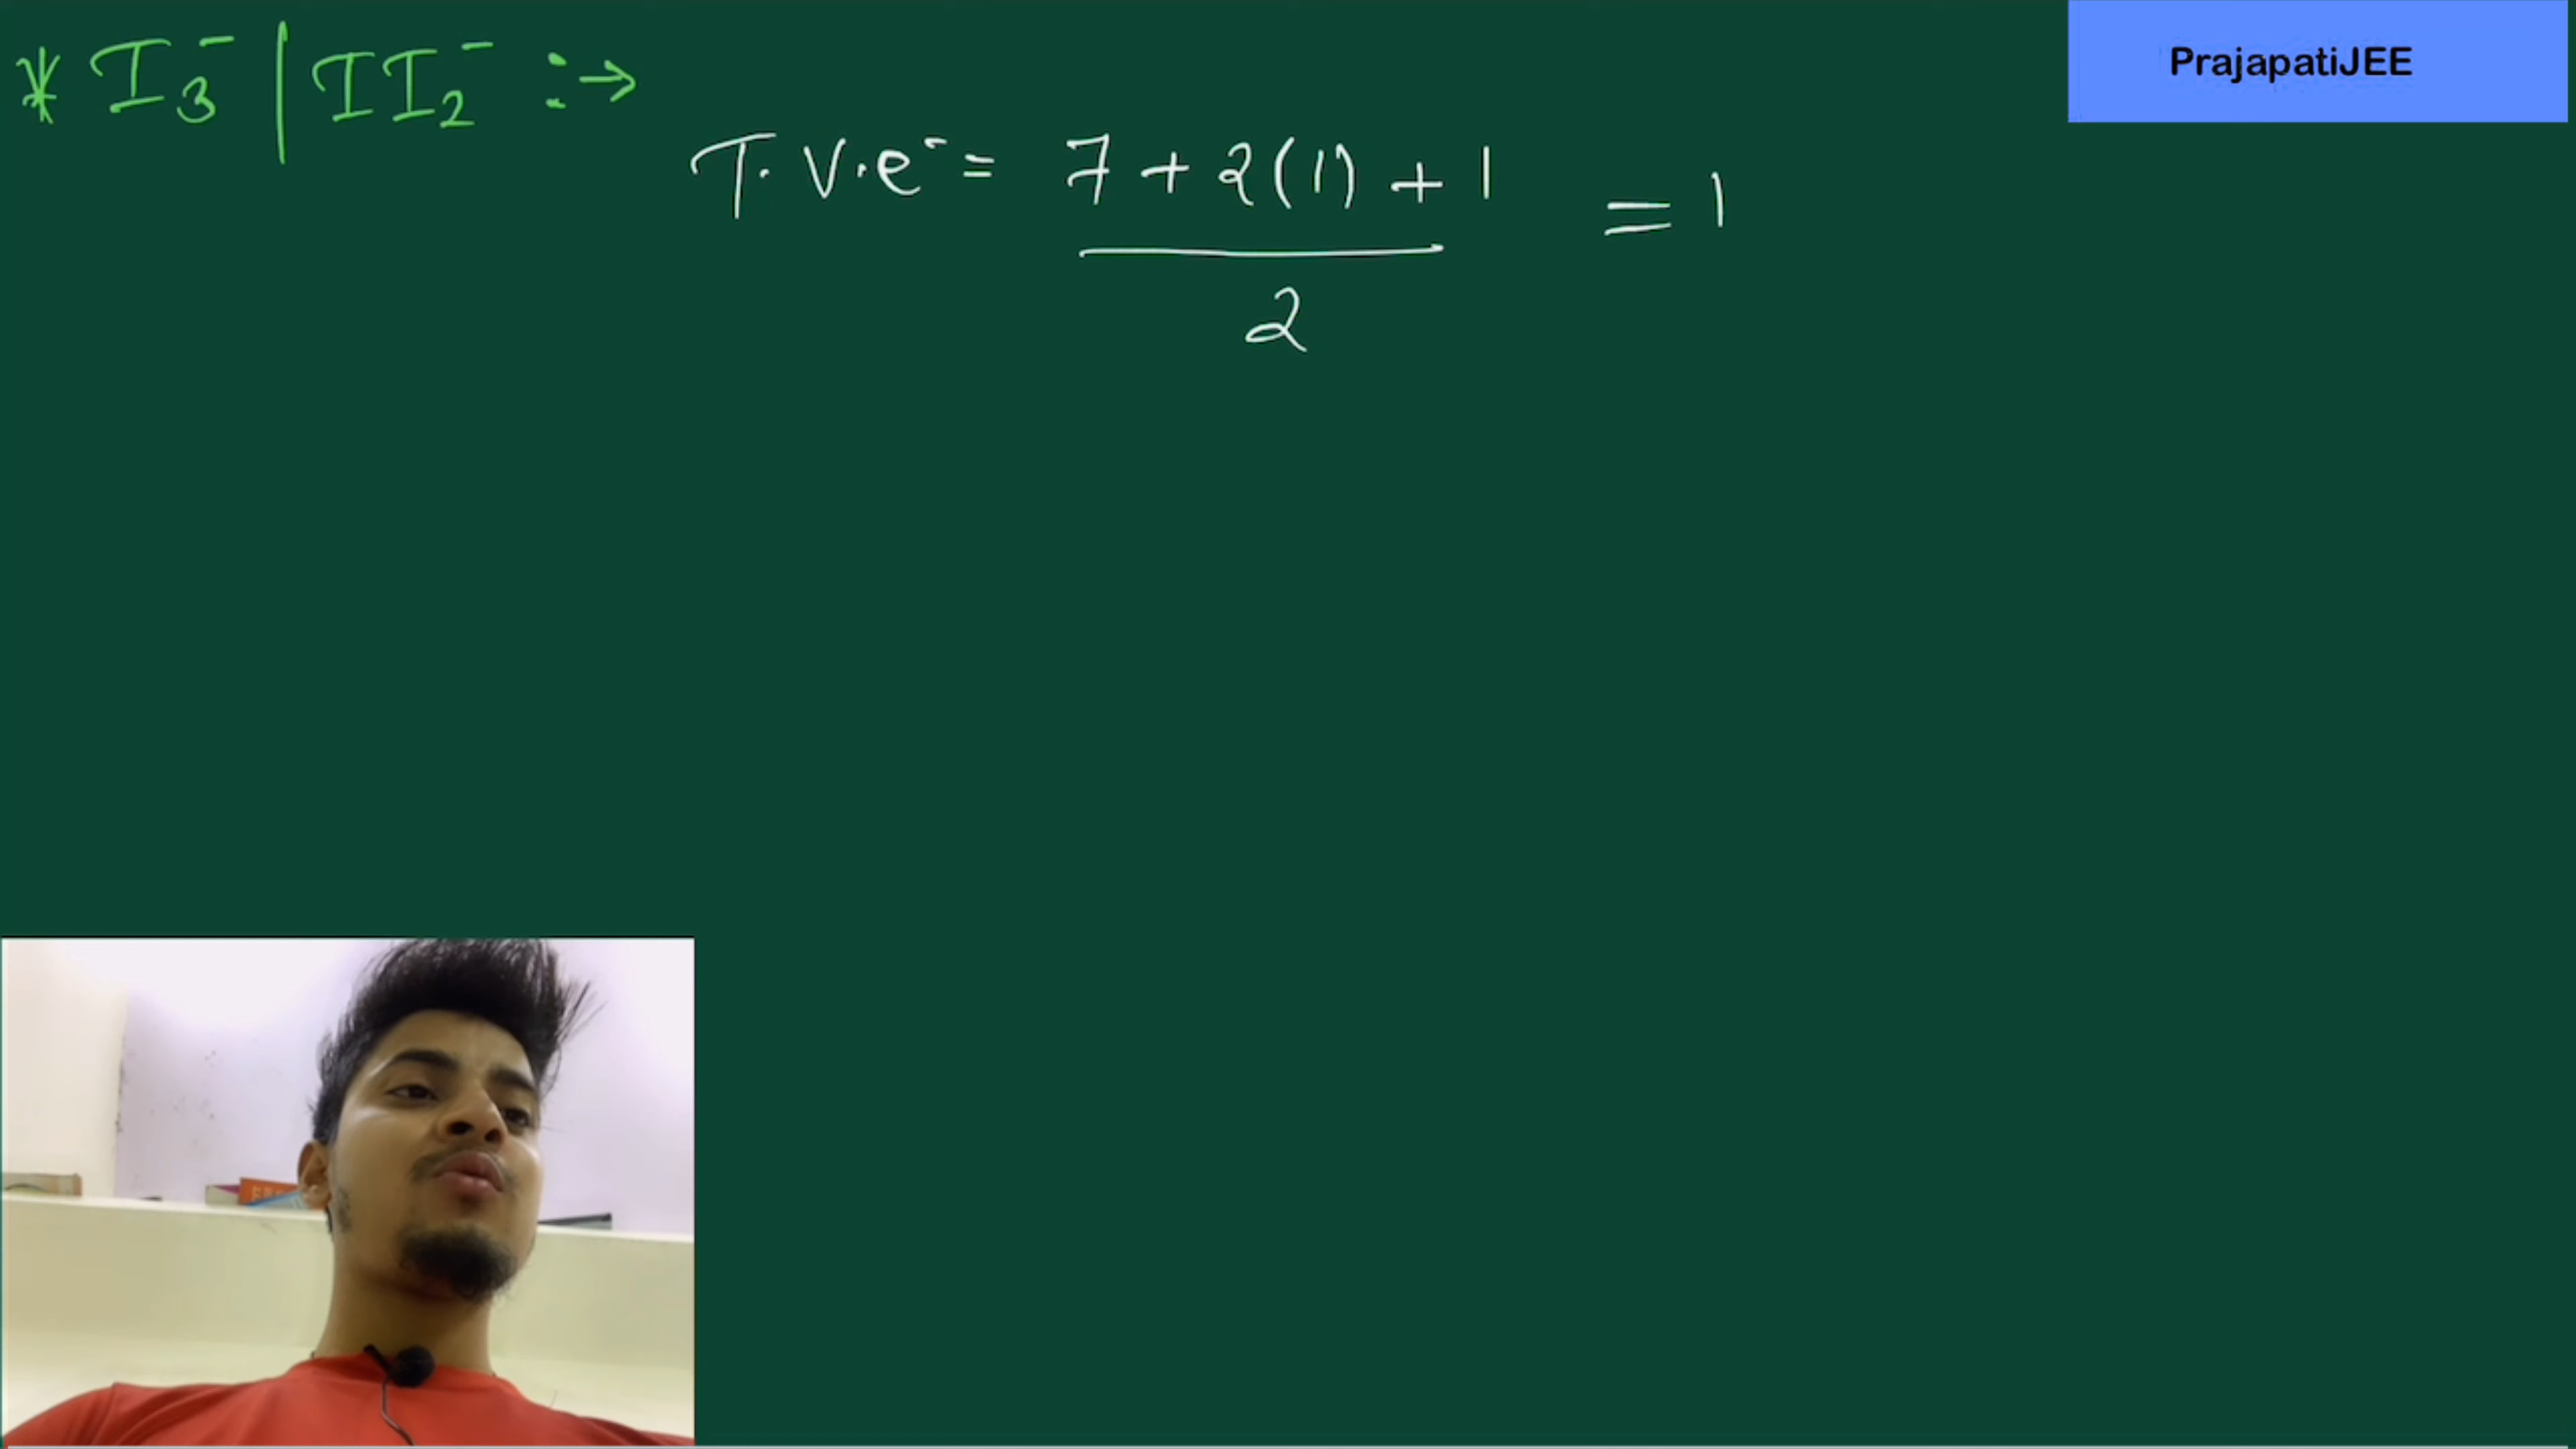 * I3⁻ | II2⁻ :→
PrajapatiJEE
T. V.e⁻ = 7 + 2(1) + 1 = 1
2